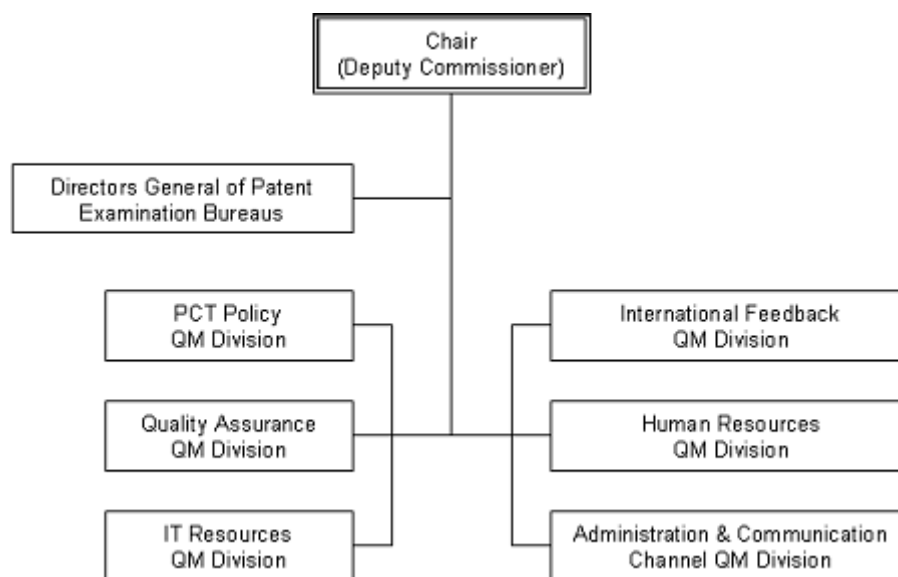 Chair
(Deputy Commissioner)
Directors General of Patent
Examination Bureaus
PCT Policy
QM Division
International Feedback
QM Division
Quality Assurance
QM Division
Human Resources
QM Division
IT Resources
QM Division
Administration & Communication
Channel QM Division